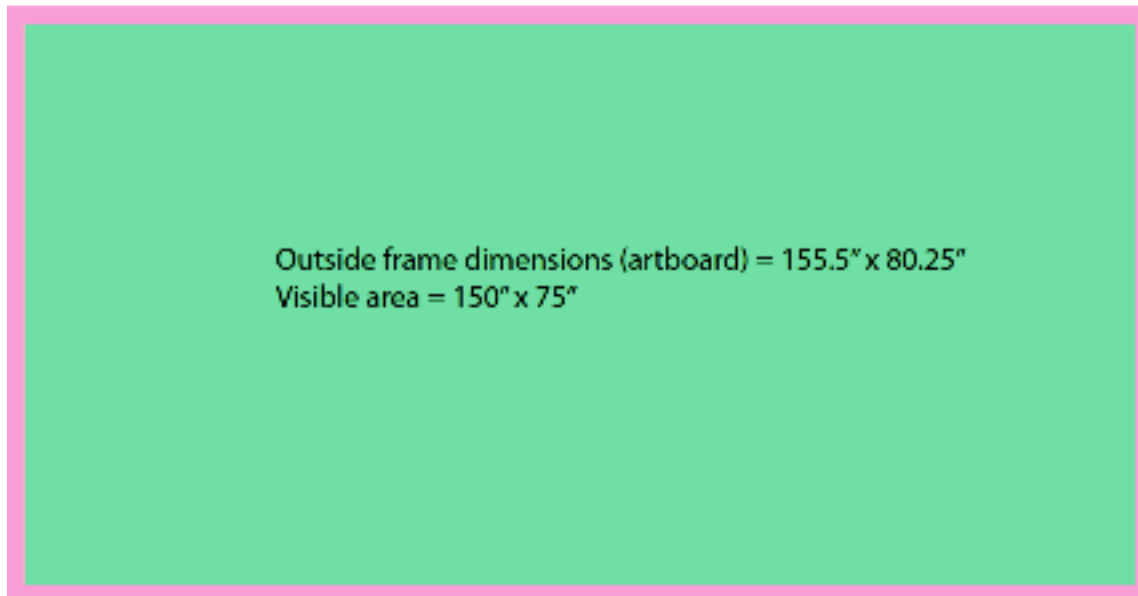 Outside frame dimensions (artboard) = 155.5” x 80.25”
Visible area = 150” x 75”